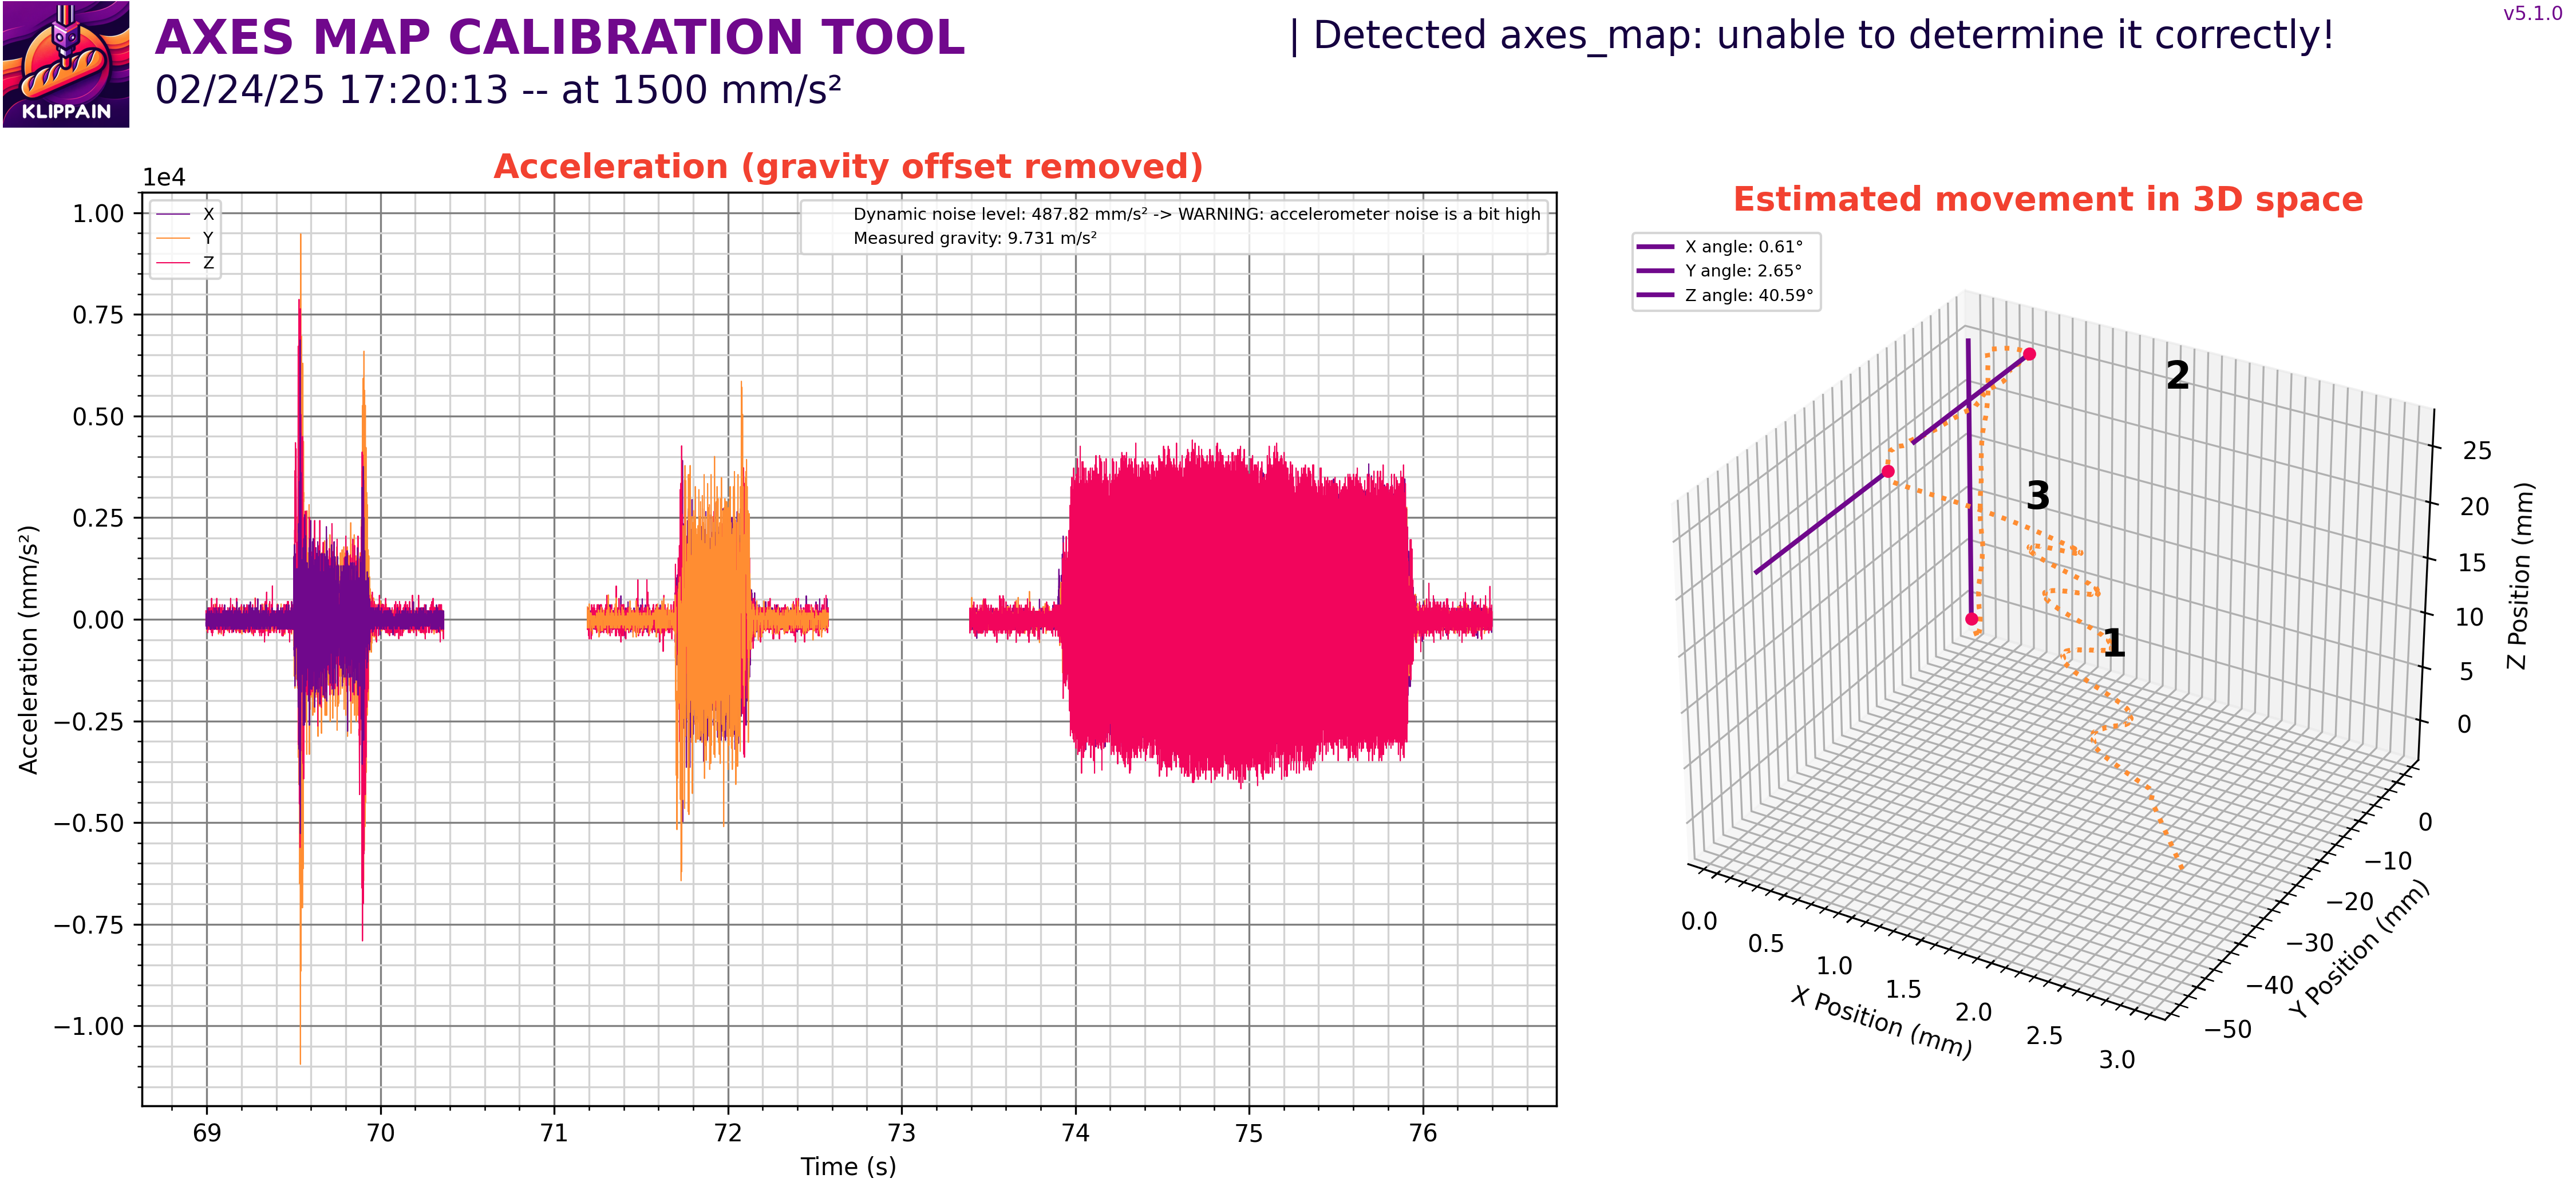 KLIPPAIN
AXES MAP CALIBRATION TOOL
02/24/25 17:20:13 -- at 1500 mm/s²
| Detected axes_map: unable to determine it correctly!
v5.1.0
Acceleration (gravity offset removed)
1e4
X
Y
Z
Dynamic noise level: 487.82 mm/s² -> WARNING: accelerometer noise is a bit high
Measured gravity: 9.731 m/s²
1.00
0.75
0.50
0.25
0.00
−0.25
−0.50
−0.75
−1.00
Acceleration (mm/s²)
69
70
71
72
73
74
75
76
Time (s)
Estimated movement in 3D space
X angle: 0.61°
Y angle: 2.65°
Z angle: 40.59°
2
3
1
25
20
15
10
5
0
Z Position (mm)
0
−10
−20
−30
−40
−50
Y Position (mm)
0.0
0.5
1.0
1.5
2.0
2.5
3.0
X Position (mm)